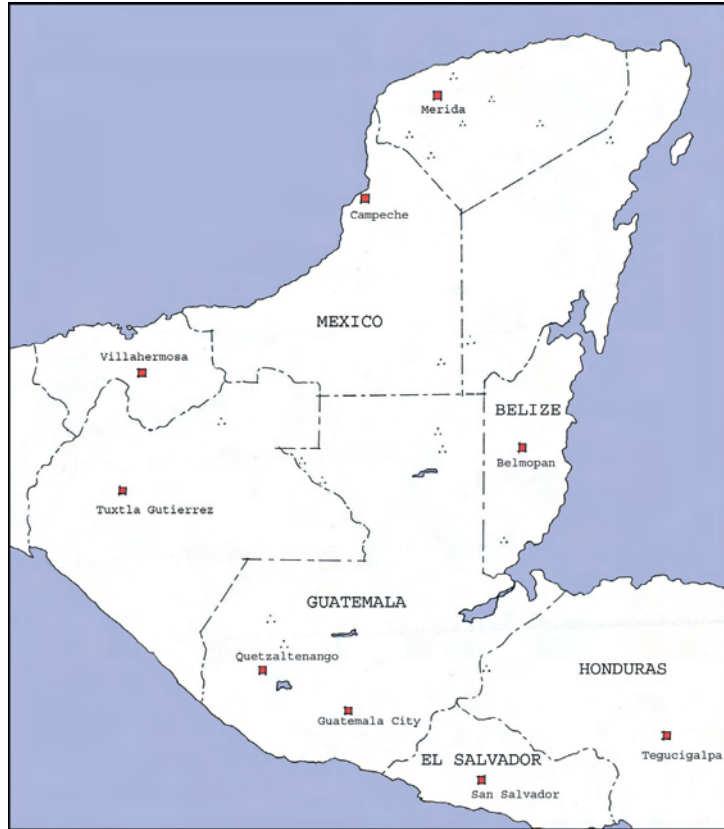 Merida
Campeche
MEXICO
Villahermosa
BELIZE
Belmopan
Tuxtla Gutierrez
GUATEMALA
Quetzaltenango
HONDURAS
Guatemala City
EL SALVADOR
Tegucigalpa
San Salvador